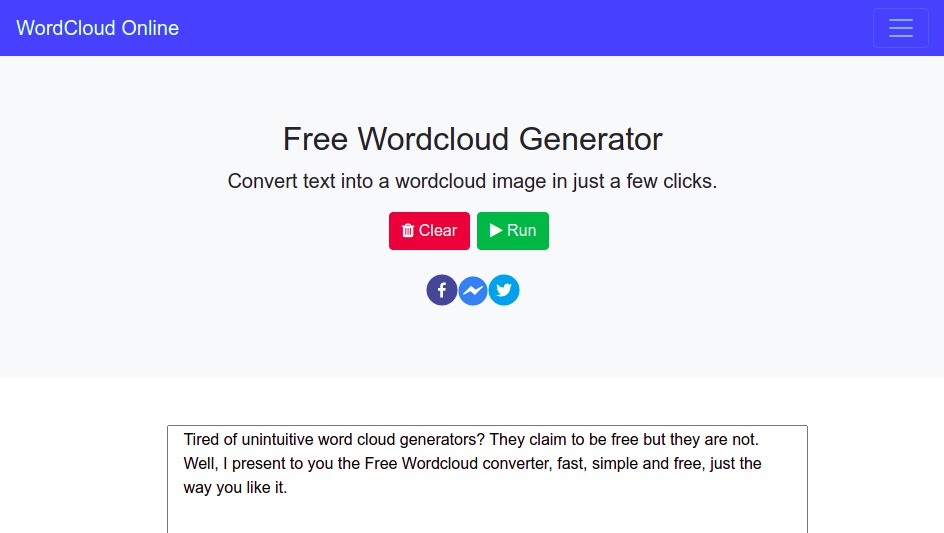 WordCloud Online
Free Wordcloud Generator
Convert text into a wordcloud image in just a few clicks.
Clear Run
Tired of unintuitive word cloud generators? They claim to be free but they are not.
Well, I present to you the Free Wordcloud converter, fast, simple and free, just the
way you like it.